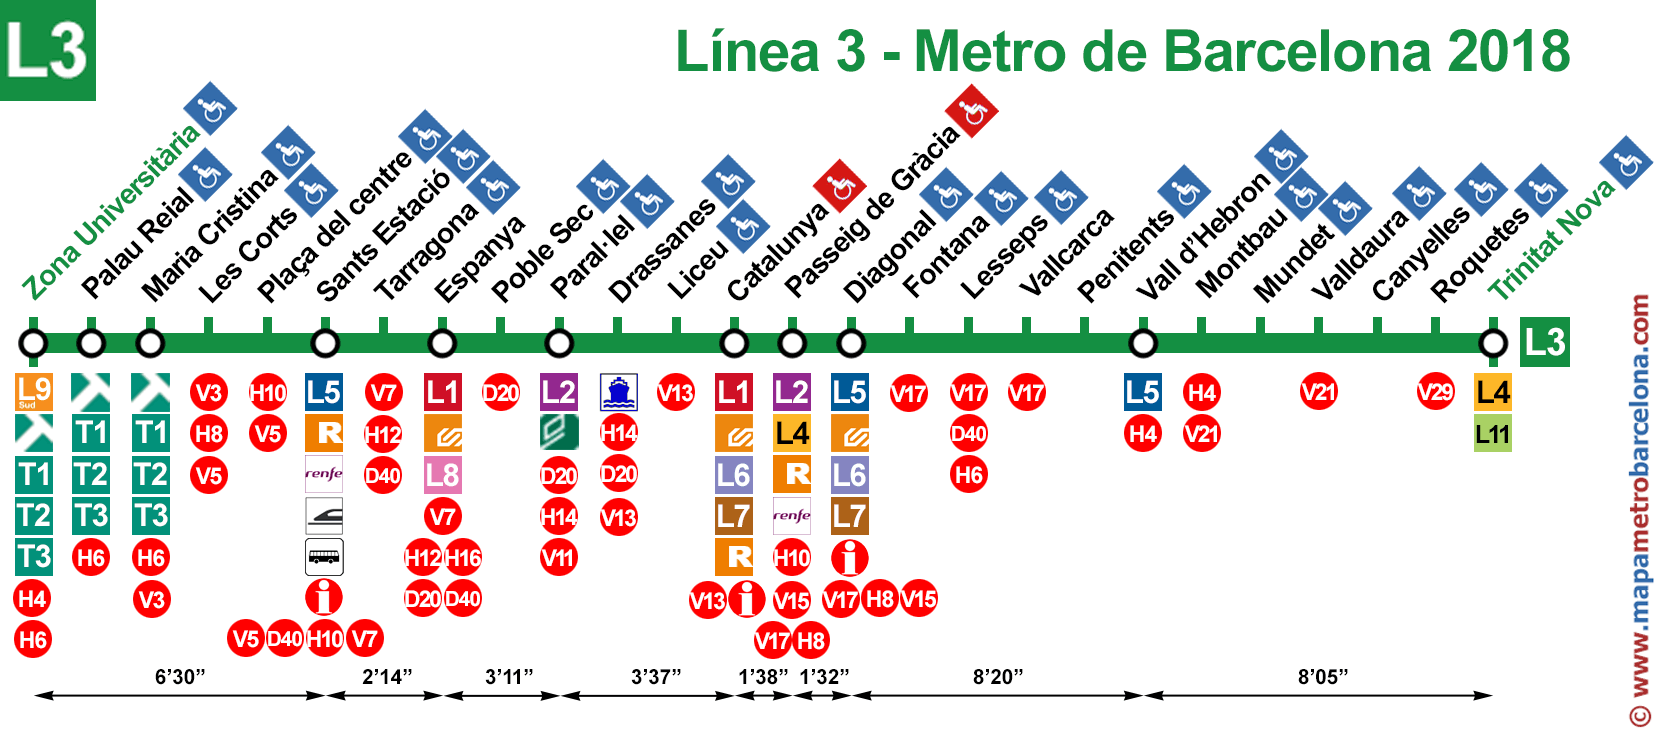 L3
Línea 3 - Metro de Barcelona 2018
Zona Universitària
Palau Reial
Maria Cristina
Les Corts
Plaça del centre
Sants Estació
Tarragona
Espanya
Poble Sec
Paral·lel
Drassanes
Liceu
Catalunya
Passeig de Gràcia
Diagonal
Fontana
Lesseps
Vallcarca
Penitents
Vall d'Hebron
Montbau
Mundet
Valldaura
Canyelles
Roquetes
Trinitat Nova
L3
L9 Sud
T1
T2
T3
H4
H6
T1
T2
T3
H6
T1
T2
T3
H6
V3
V3
H8
V5
H10
V5
L5
R
renfe
i
V5 D40 H10 V7
V7
H12
D40
L1
L8
V7
H12 H16
D20 D40
D20
L2
D20
H14
V11
H14
D20
V13
V13
L1
L6
L7
R
V13 i
L2
L4
R
renfe
H10
V15
V17 H8
L5
L6
L7
i
V17 H8 V15
V17
V17
D40
H6
V17
L5
H4
H4
V21
V21
V29
L4
L11
6'30” 2'14” 3'11” 3'37” 1'38” 1'32” 8'20” 8'05”
© www.mapametrobarcelona.com